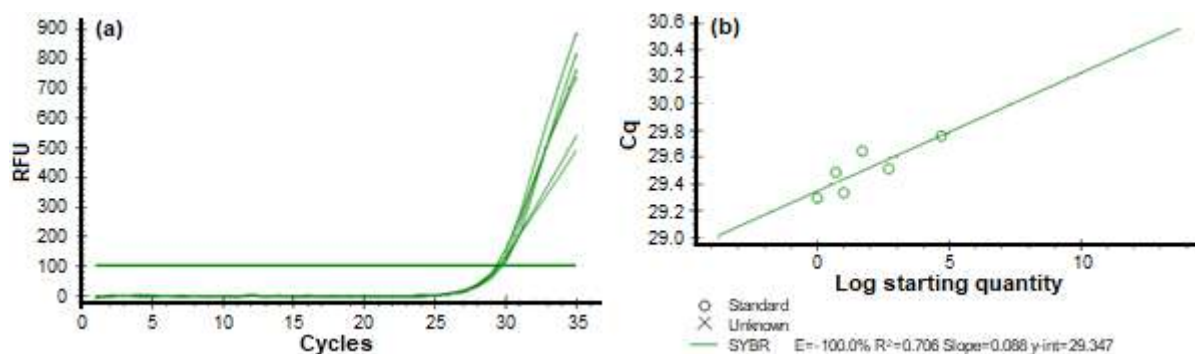 (a)
900
800
700
600
500
400
300
200
100
0
RFU
0 5 10 15 20 25 30 35
Cycles
(b)
30.6
30.4
30.2
30.0
29.8
29.6
29.4
29.2
29.0
Cq
0 5 10
Log starting quantity
Standard
Unknown
SYBR E=-100.0% R²=0.706 Slope=0.088 y-int=29.347